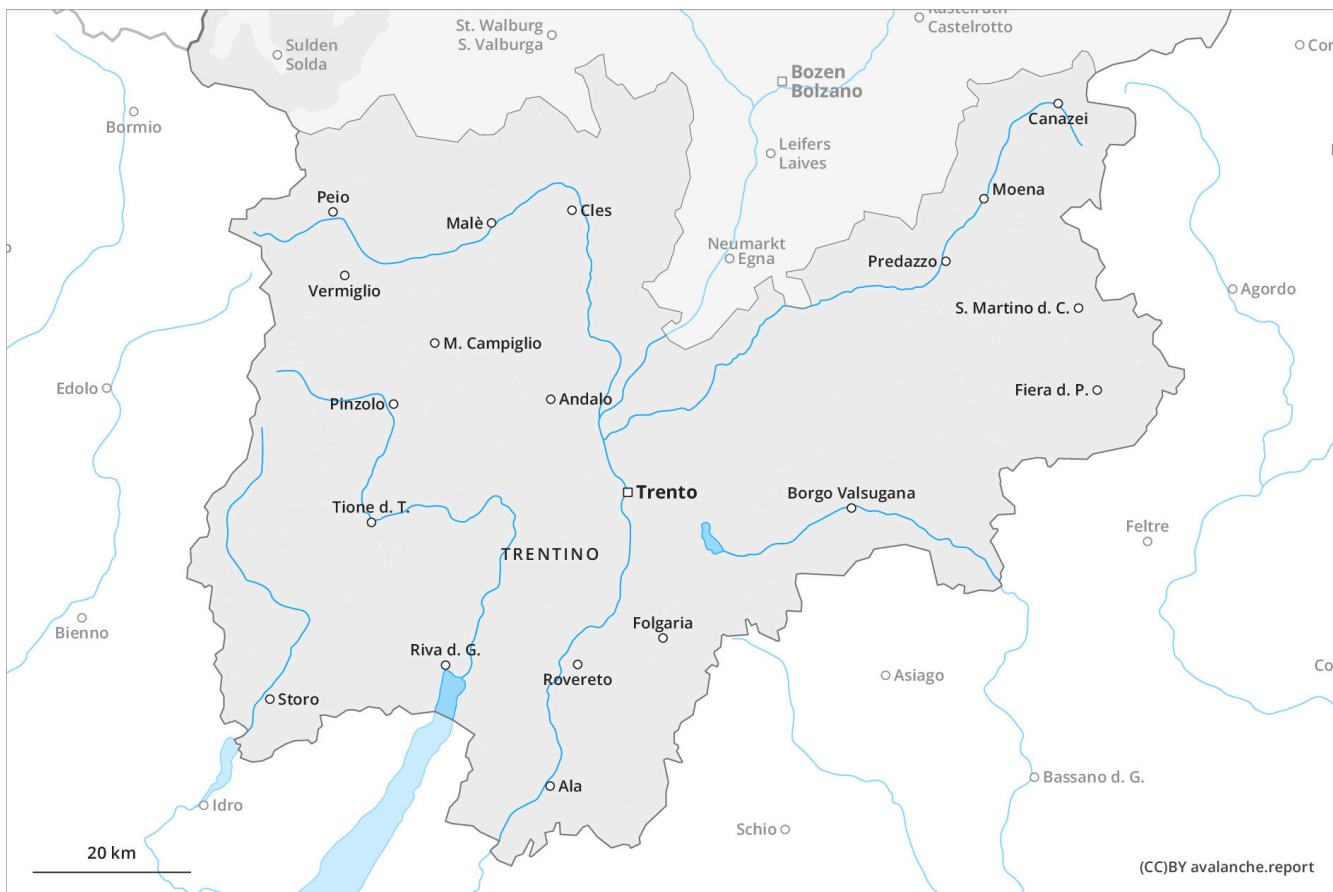 Kastelruth
Castelrotto
St. Walburg
S. Valburga
Sulden
Solda
Cor
Bozen
Bolzano
Bormio
Canazei
Leifers
Laives
Moena
Peio
Malè
Cles
Neumarkt
Egna
Predazzo
Vermiglio
Agordo
S. Martino d. C.
M. Campiglio
Edolo
Pinzolo
Andalo
Fiera d. P.
Trento
Borgo Valsugana
Tione d. T.
Feltre
TRENTINO
Bienno
Folgaria
Riva d. G.
Rovereto
Asiago
Co
Storo
Ala
Bassano d. G.
Idro
Schio
20 km
(CC)BY avalanche.report